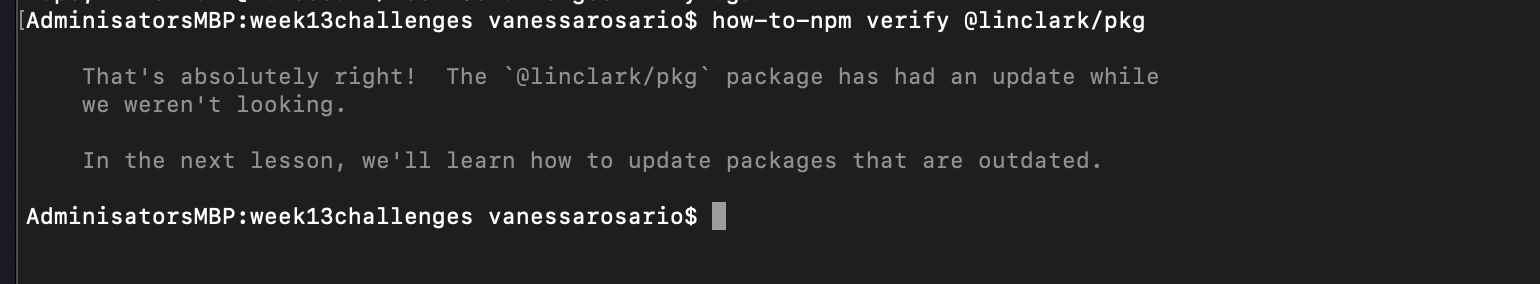 [AdminisatorsMBP:week13challenges vanessarosario$ how-to-npm verify @linclark/pkg
That's absolutely right!  The `@linclark/pkg` package has had an update while
we weren't looking.
In the next lesson, we'll learn how to update packages that are outdated.
AdminisatorsMBP:week13challenges vanessarosario$